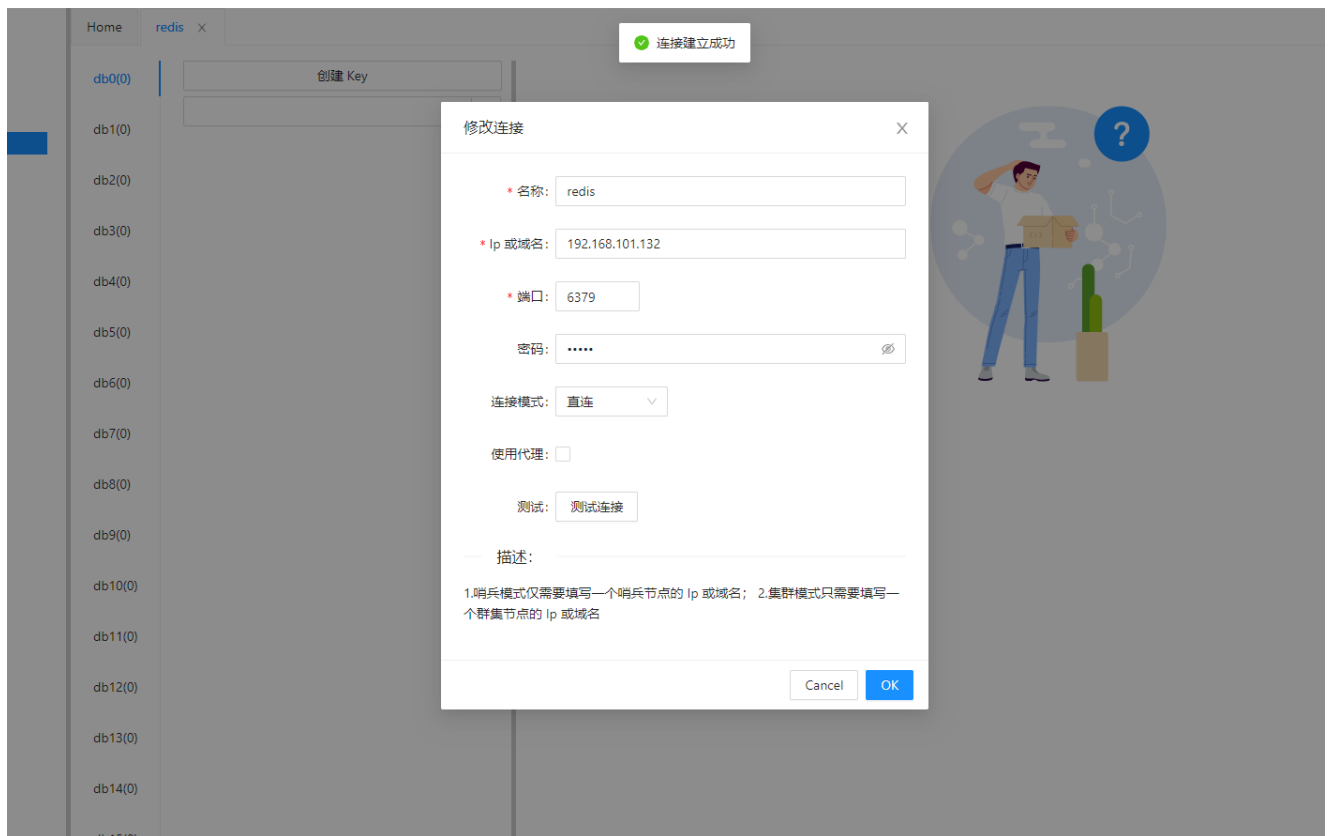 Home
redis
连接建立成功
db0(0)
创建 Key
db1(0)
db2(0)
db3(0)
db4(0)
db5(0)
db6(0)
db7(0)
db8(0)
db9(0)
db10(0)
db11(0)
db12(0)
db13(0)
db14(0)
修改连接
* 名称: redis
* Ip 或域名: 192.168.101.132
* 端口: 6379
密码: •••••
连接模式: 直连
使用代理:
测试: 测试连接
描述:
1.哨兵模式仅需要填写一个哨兵节点的 Ip 或域名； 2.集群模式只需要填写一
个群集节点的 Ip 或域名
Cancel
OK
?